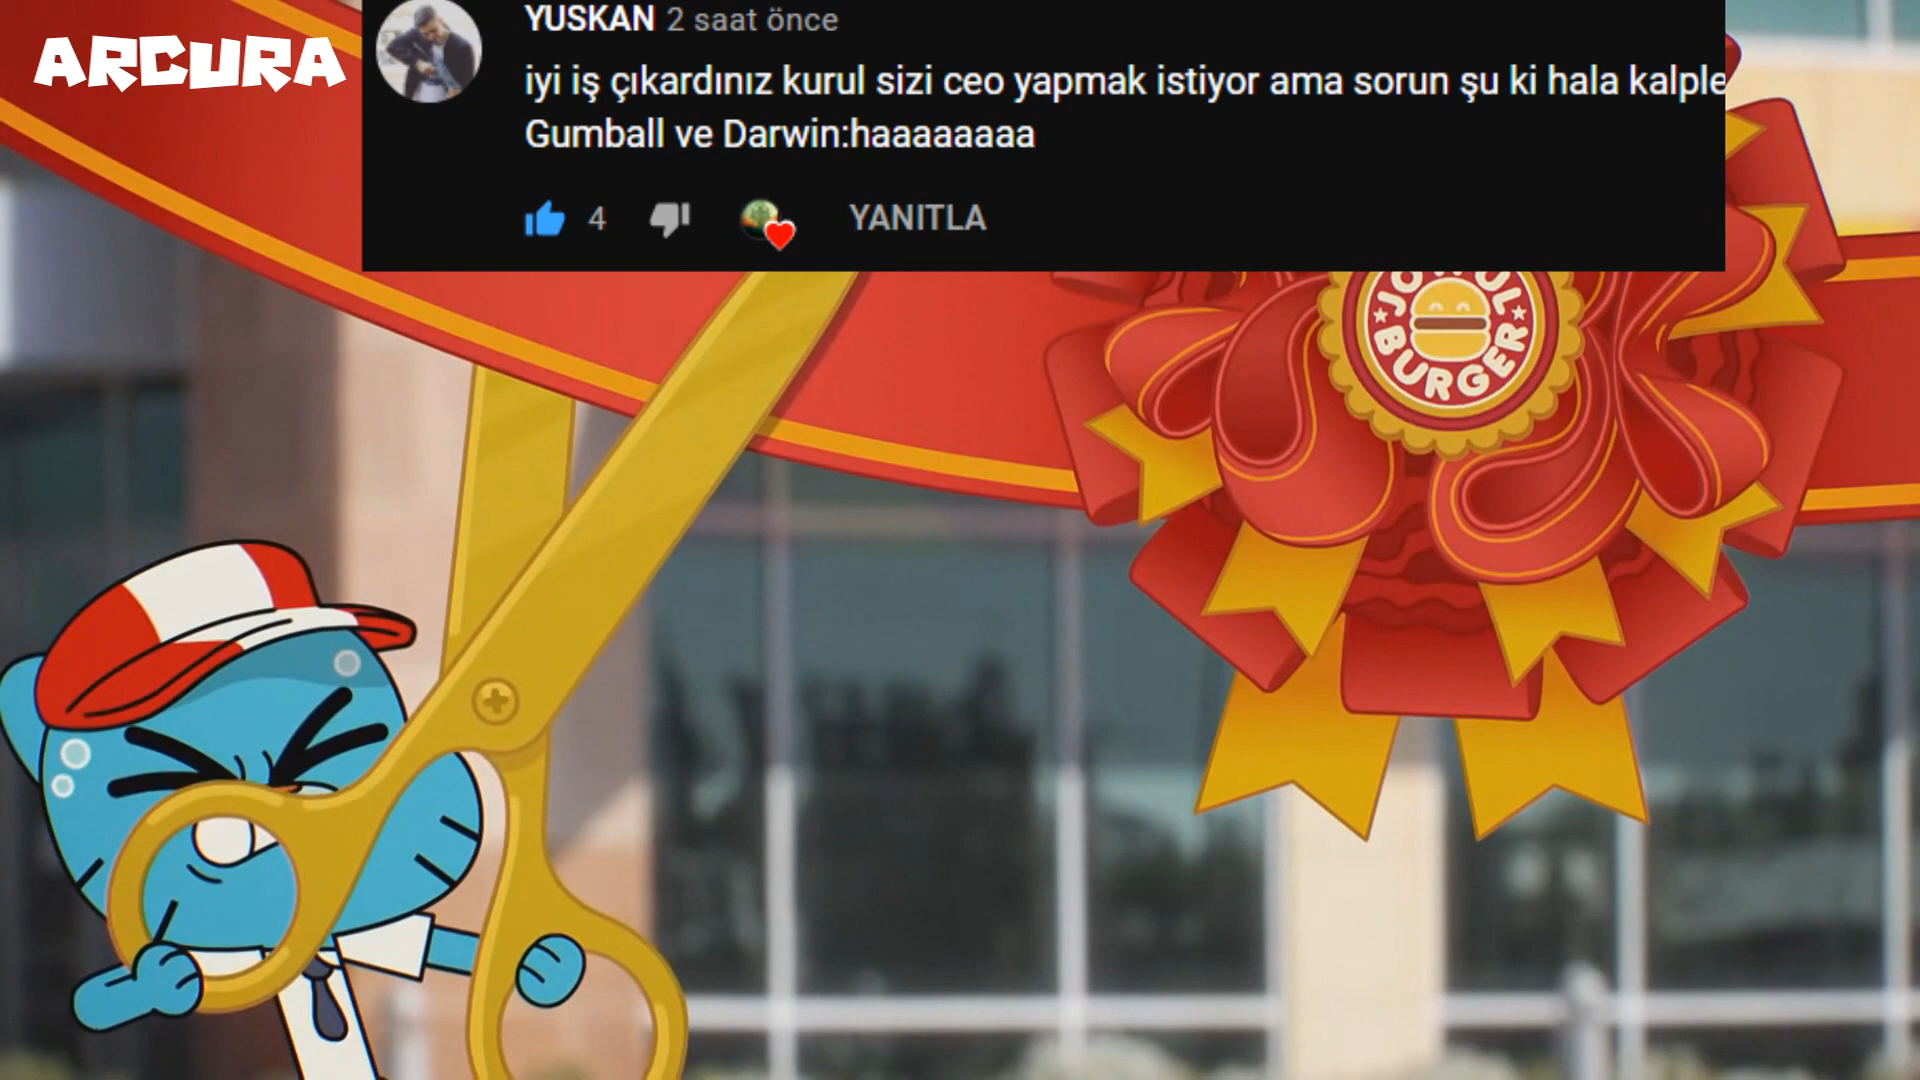 ARCURA
YUSKAN 2 saat önce
iyi iş çıkardınız kurul sizi ceo yapmak istiyor ama sorun şu ki hala kalple
Gumball ve Darwin:haaaaaaaa
4
YANITLA
BURGER